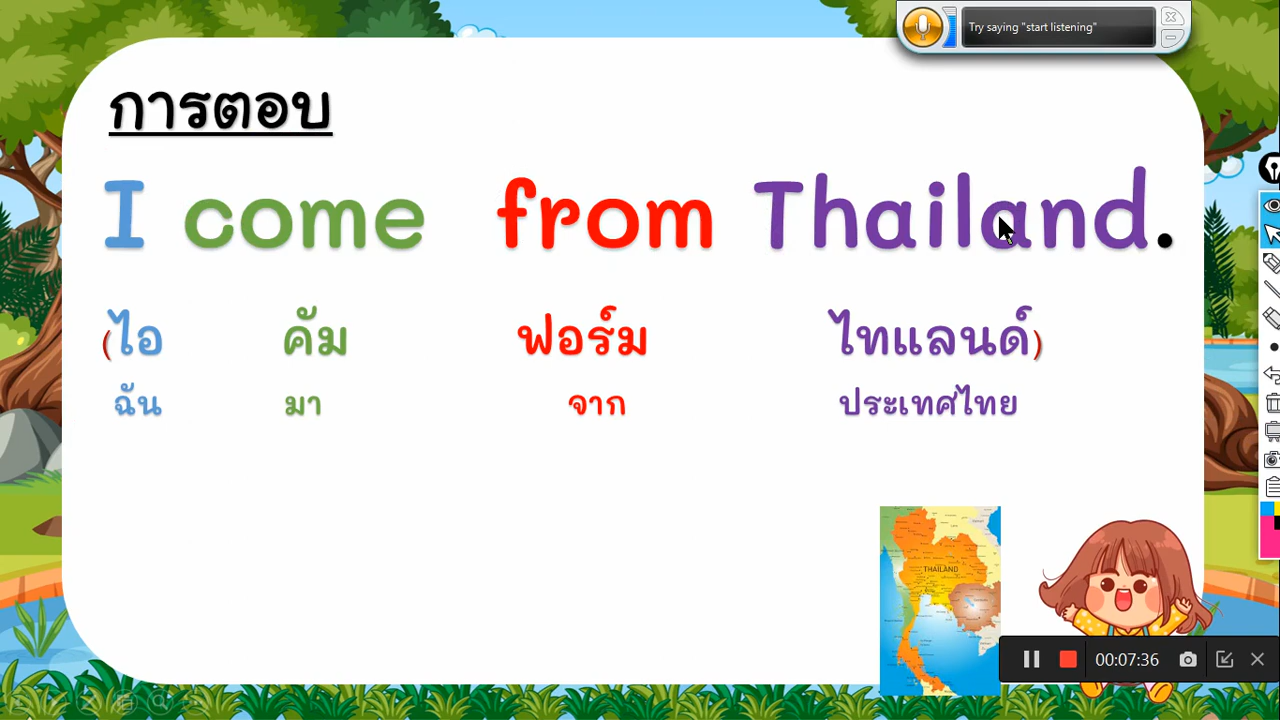 Try saying "start listening"
การตอบ
I come from Thailand.
(ไอ คัม ฟอร์ม ไทแลนด์)
ฉัน มา จาก ประเทศไทย
THAILAND
00:07:36